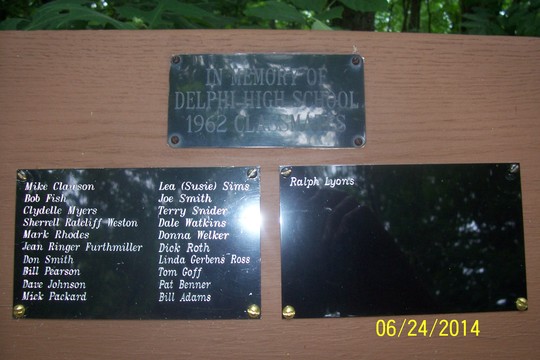 IN MEMORY OF
DELPHI HIGH SCHOOL
1962 CLASSMATES
Mike Clawson
Bob Fish
Clydelle Myers
Sherrell Ratcliff Weston
Mark Rhodes
Jean Ringer Furthmiller
Don Smith
Bill Pearson
Dave Johnson
Mick Packard
Lea (Susie) Sims
Joe Smith
Terry Snider
Dale Watkins
Donna Welker
Dick Roth
Linda Gerbens Ross
Tom Goff
Pat Benner
Bill Adams
Ralph Lyons
06/24/2014